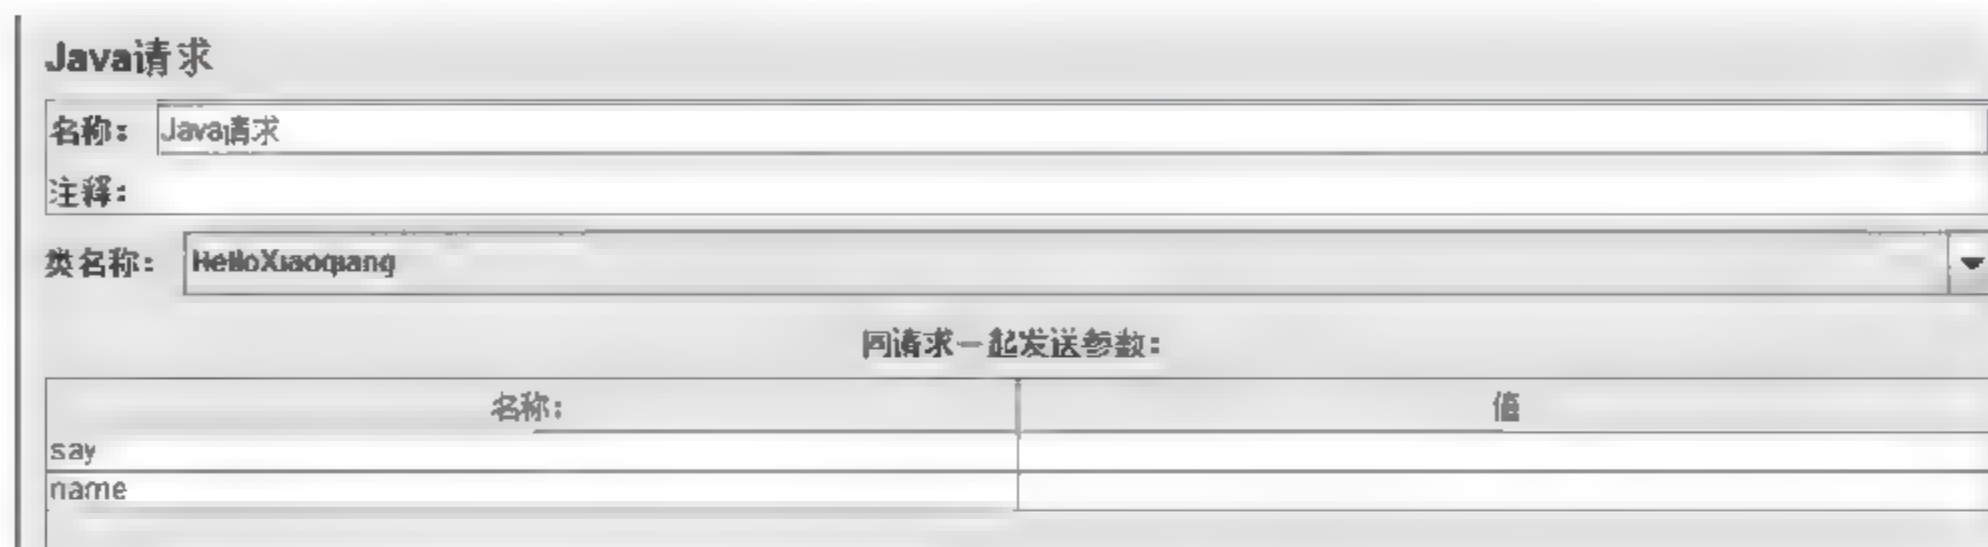 Java请求
名称： Java请求
注释：
类名称： HelloXiaoqiang
同请求一起发送参数：
名称： 值
say
name